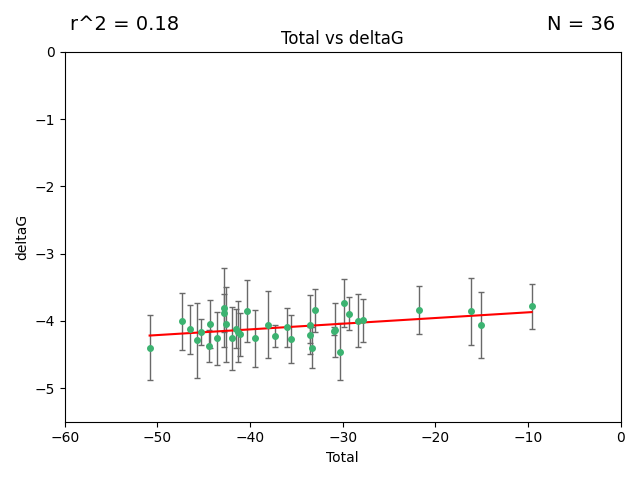 r^2 = 0.18
N = 36
Total vs deltaG
0
−1
−2
−3
−4
−5
deltaG
−60
−50
−40
−30
−20
−10
0
Total